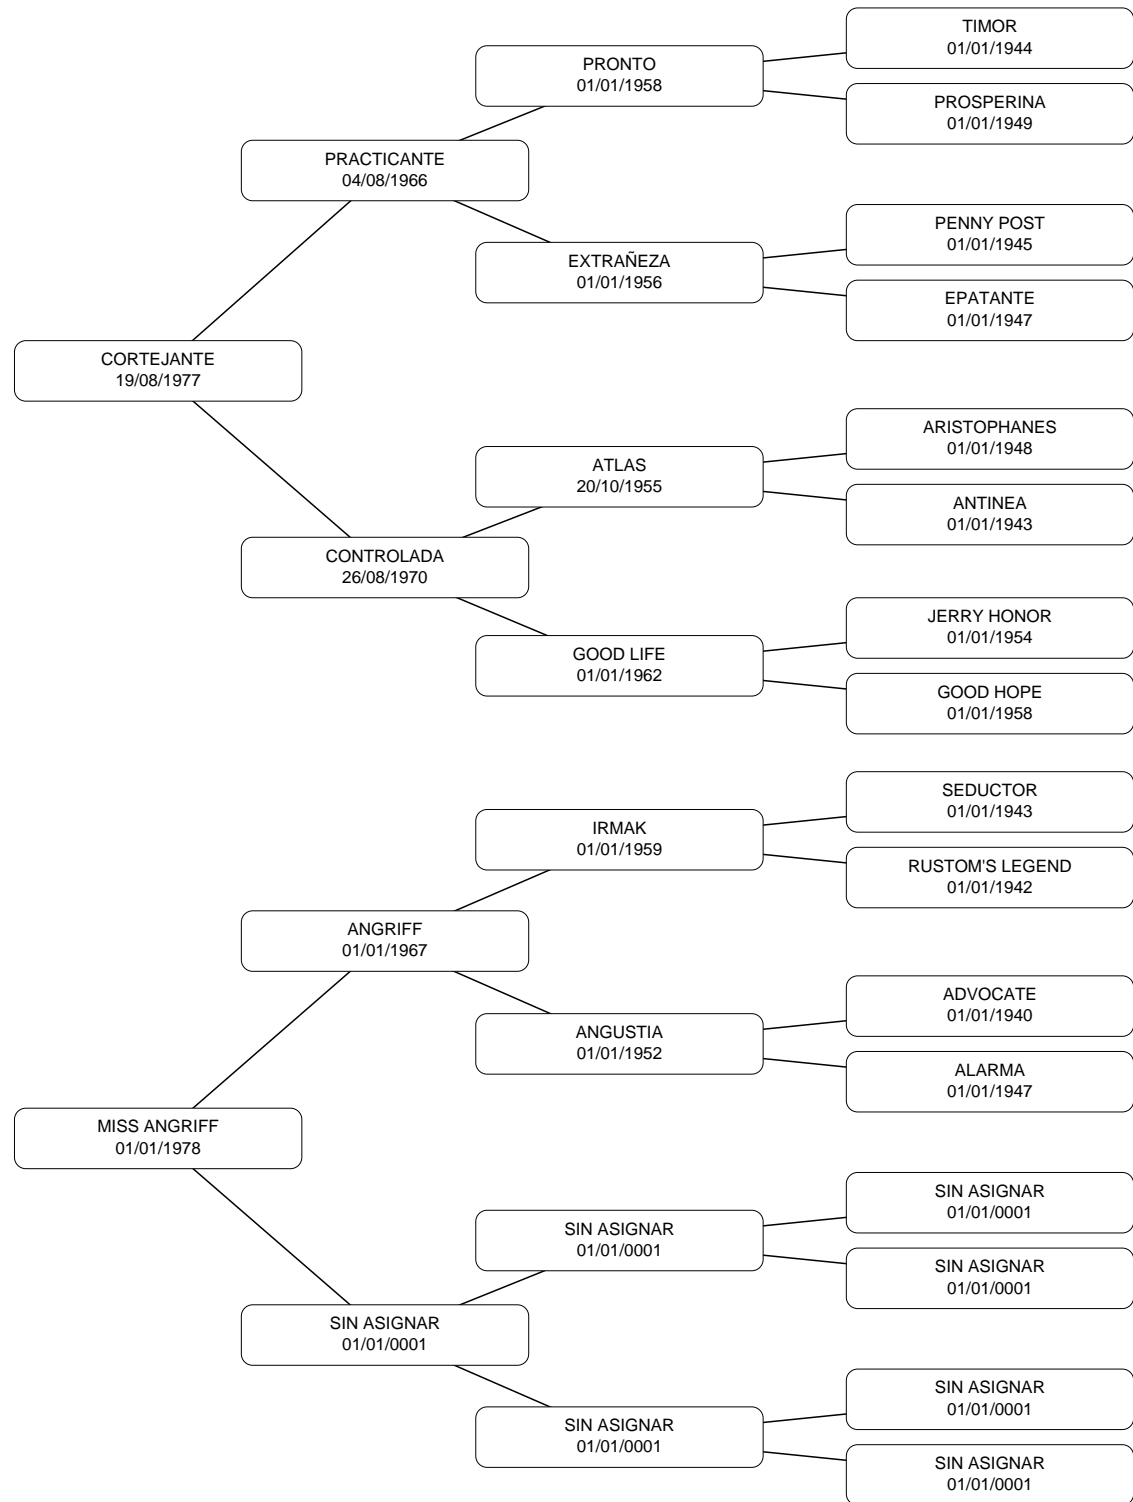 TIMOR
01/01/1944
PRONTO
01/01/1958
PROSPERINA
01/01/1949
PRACTICANTE
04/08/1966
PENNY POST
01/01/1945
EXTRAÑEZA
01/01/1956
EPATANTE
01/01/1947
CORTEJANTE
19/08/1977
ARISTOPHANES
01/01/1948
ATLAS
20/10/1955
ANTINEA
01/01/1943
CONTROLADA
26/08/1970
JERRY HONOR
01/01/1954
GOOD LIFE
01/01/1962
GOOD HOPE
01/01/1958
SEDUCTOR
01/01/1943
IRMAK
01/01/1959
RUSTOM'S LEGEND
01/01/1942
ANGRIFF
01/01/1967
ADVOCATE
01/01/1940
ANGUSTIA
01/01/1952
ALARMA
01/01/1947
MISS ANGRIFF
01/01/1978
SIN ASIGNAR
01/01/0001
SIN ASIGNAR
01/01/0001
SIN ASIGNAR
01/01/0001
SIN ASIGNAR
01/01/0001
SIN ASIGNAR
01/01/0001
SIN ASIGNAR
01/01/0001
SIN ASIGNAR
01/01/0001